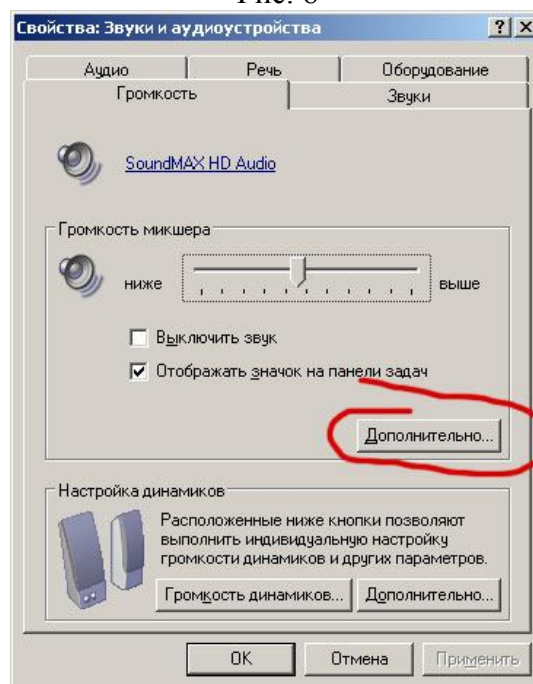 Свойства: Звуки и аудиоустройства
Аудио
Речь
Оборудование
Громкость
Звуки
SoundMAX HD Audio
Громкость микшера
ниже
выше
Выключить звук
Отображать значок на панели задач
Дополнительно...
Настройка динамиков
Расположенные ниже кнопки позволяют
выполнить индивидуальную настройку
громкости динамиков и других параметров.
Громкость динамиков...
Дополнительно...
OK
Отмена
Применить